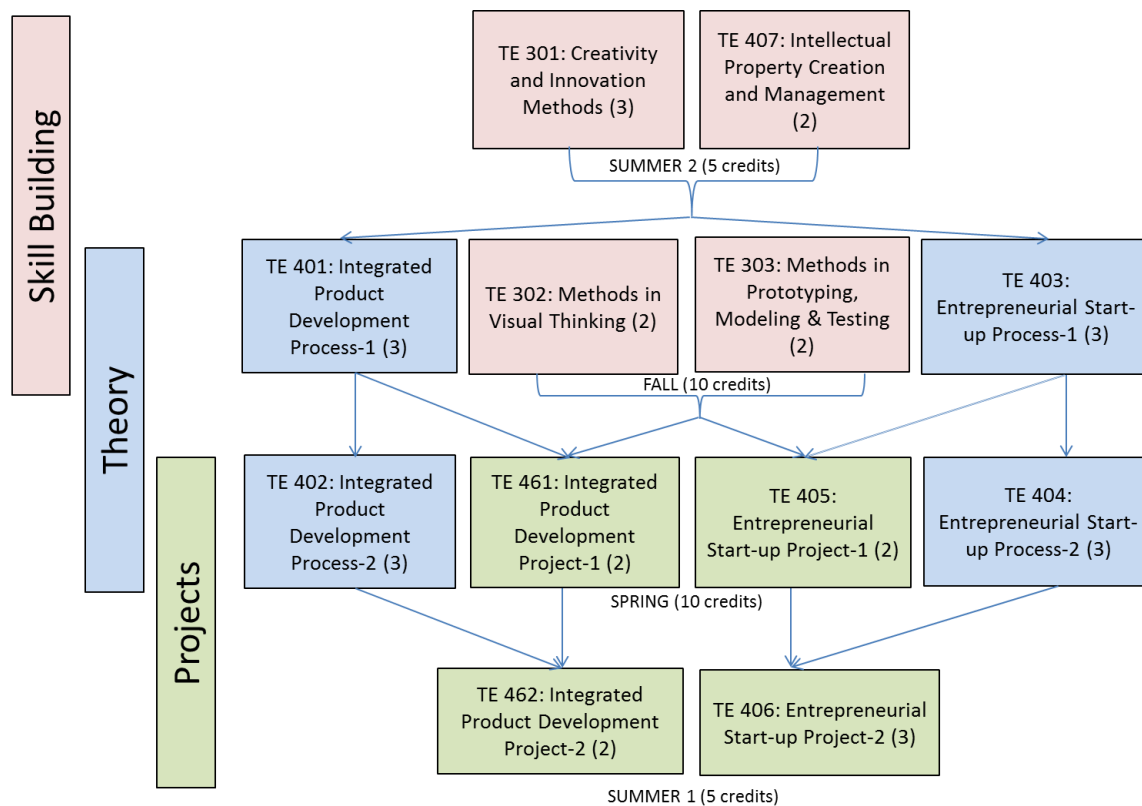 Skill Building
Theory
Projects
TE 301: Creativity
and Innovation
Methods (3)
TE 407: Intellectual
Property Creation
and Management
(2)
SUMMER 2 (5 credits)
TE 401: Integrated
Product
Development
Process-1 (3)
TE 302: Methods in
Visual Thinking (2)
TE 303: Methods in
Prototyping,
Modeling & Testing
(2)
TE 403:
Entrepreneurial Start-
up Process-1 (3)
FALL (10 credits)
TE 402: Integrated
Product
Development
Process-2 (3)
TE 461: Integrated
Product
Development
Project-1 (2)
TE 405:
Entrepreneurial
Start-up Project-1 (2)
TE 404:
Entrepreneurial Start-
up Process-2 (3)
SPRING (10 credits)
TE 462: Integrated
Product Development
Project-2 (2)
TE 406: Entrepreneurial
Start-up Project-2 (3)
SUMMER 1 (5 credits)